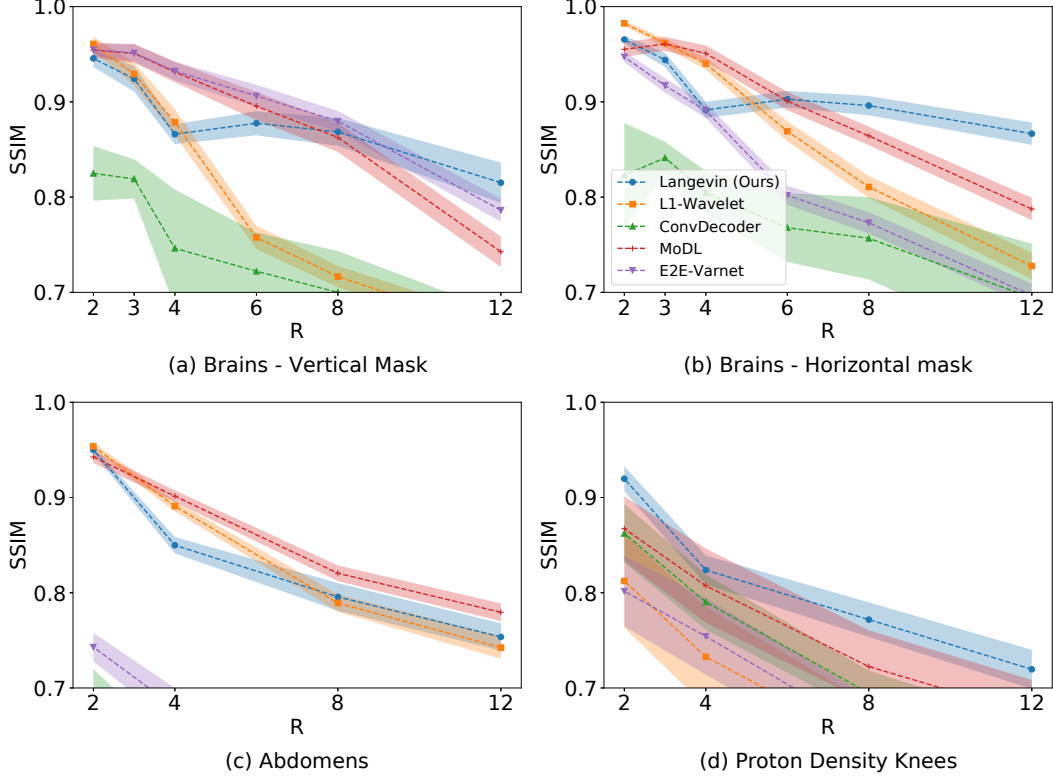 1.0
0.9
0.8
0.7
SSIM
2 3 4 6 8 12
R
(a) Brains - Vertical Mask
1.0
0.9
0.8
0.7
SSIM
Langevin (Ours)
L1-Wavelet
ConvDecoder
MoDL
E2E-Varnet
2 3 4 6 8 12
R
(b) Brains - Horizontal mask
1.0
0.9
0.8
0.7
SSIM
2 4 8 12
R
(c) Abdomens
1.0
0.9
0.8
0.7
SSIM
2 4 8 12
R
(d) Proton Density Knees